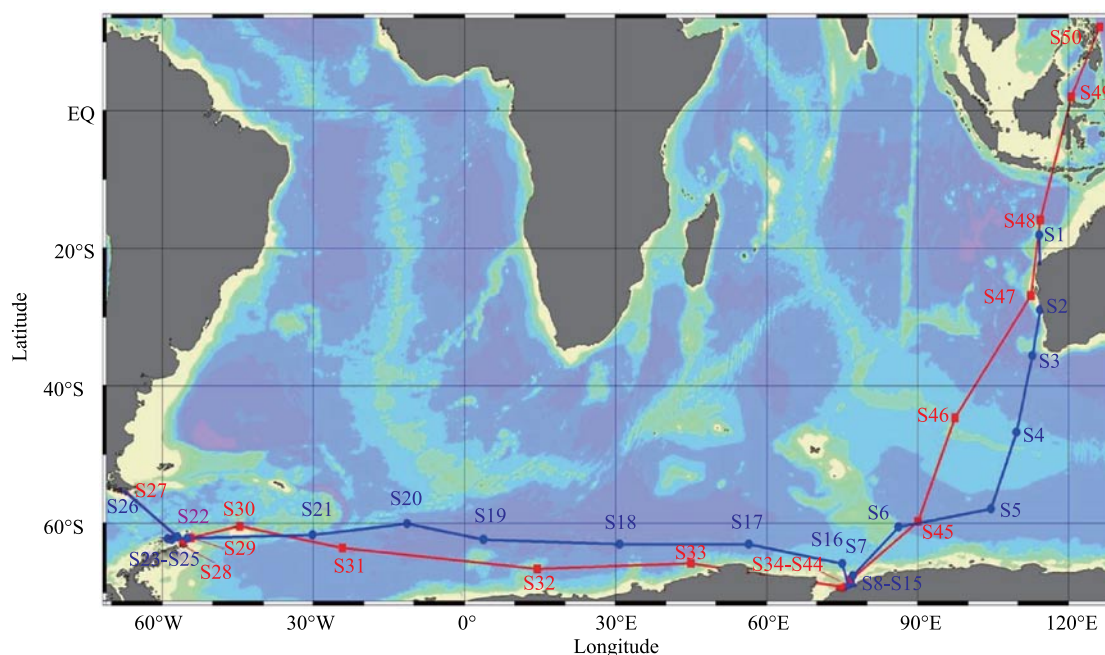 S50
S49
EQ
S48
S1
20°S
S47
S2
S3
Latitude
40°S
S46
S4
S27
S26
S22
S30
S21
S20
S19
S18
S17
S16
S7
S6
S5
60°S
S29
S45
S23-S25
S28
S31
S32
S33
S34-S44
S8-S15
60°W
30°W
0°
30°E
60°E
90°E
120°E
Longitude